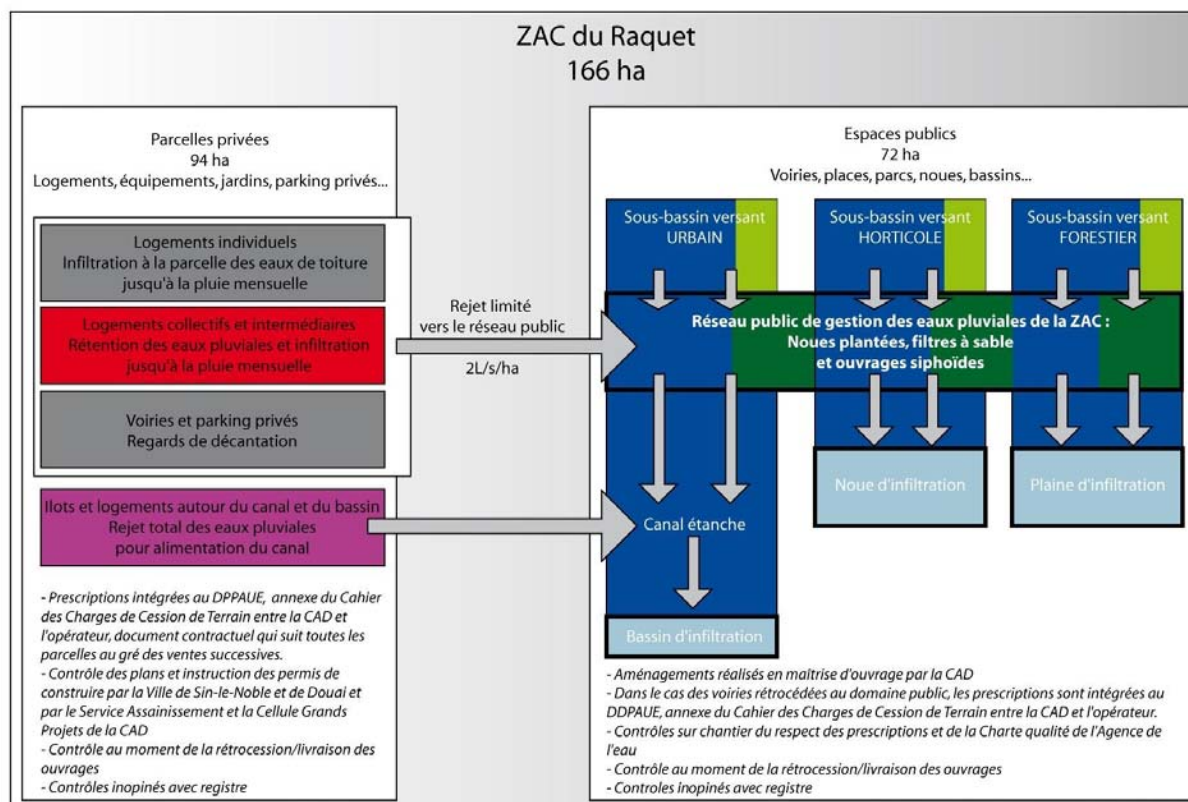 ZAC du Raquet
166 ha
Parcelles privées
94 ha
Logements, équipements, jardins, parking privés...
Logements individuels
Infiltration à la parcelle des eaux de toiture
jusqu'à la pluie mensuelle
Logements collectifs et intermédiaires
Rétention des eaux pluviales et infiltration
jusqu'à la pluie mensuelle
Voiries et parking privés
Regards de décantation
Ilots et logements autour du canal et du bassin
Rejet total des eaux pluviales
pour alimentation du canal
- Prescriptions intégrées au DPPAUE, annexe du Cahier
des Charges de Cession de Terrain entre la CAD et
l'opérateur, document contractuel qui suit toutes les
parcelles au gré des ventes successives.
- Contrôle des plans et instruction des permis de
construire par la Ville de Sin-le-Noble et de Douai et
par le Service Assainissement et la Cellule Grands
Projets de la CAD
- Contrôle au moment de la rétrocession/livraison des
ouvrages
- Contrôles inopinés avec registre
Rejet limité
vers le réseau public
2L/s/ha
Espaces publics
72 ha
Voiries, places, parcs, noues, bassins...
Sous-bassin versant
URBAIN
Sous-bassin versant
HORTICOLE
Sous-bassin versant
FORESTIER
Réseau public de gestion des eaux pluviales de la ZAC :
Noues plantées, filtres à sable
et ouvrages siphoïdes
Noue d'infiltration
Plaine d'infiltration
Canal étanche
Bassin d'infiltration
- Aménagements réalisés en maîtrise d'ouvrage par la CAD
- Dans le cas des voiries rétrocédées au domaine public, les prescriptions sont intégrées au
DDPAUE, annexe du Cahier des Charges de Cession de Terrain entre la CAD et l'opérateur.
- Contrôles sur chantier du respect des prescriptions et de la Charte qualité de l'Agence de
l'eau
- Contrôle au moment de la rétrocession/livraison des ouvrages
- Controles inopinés avec registre